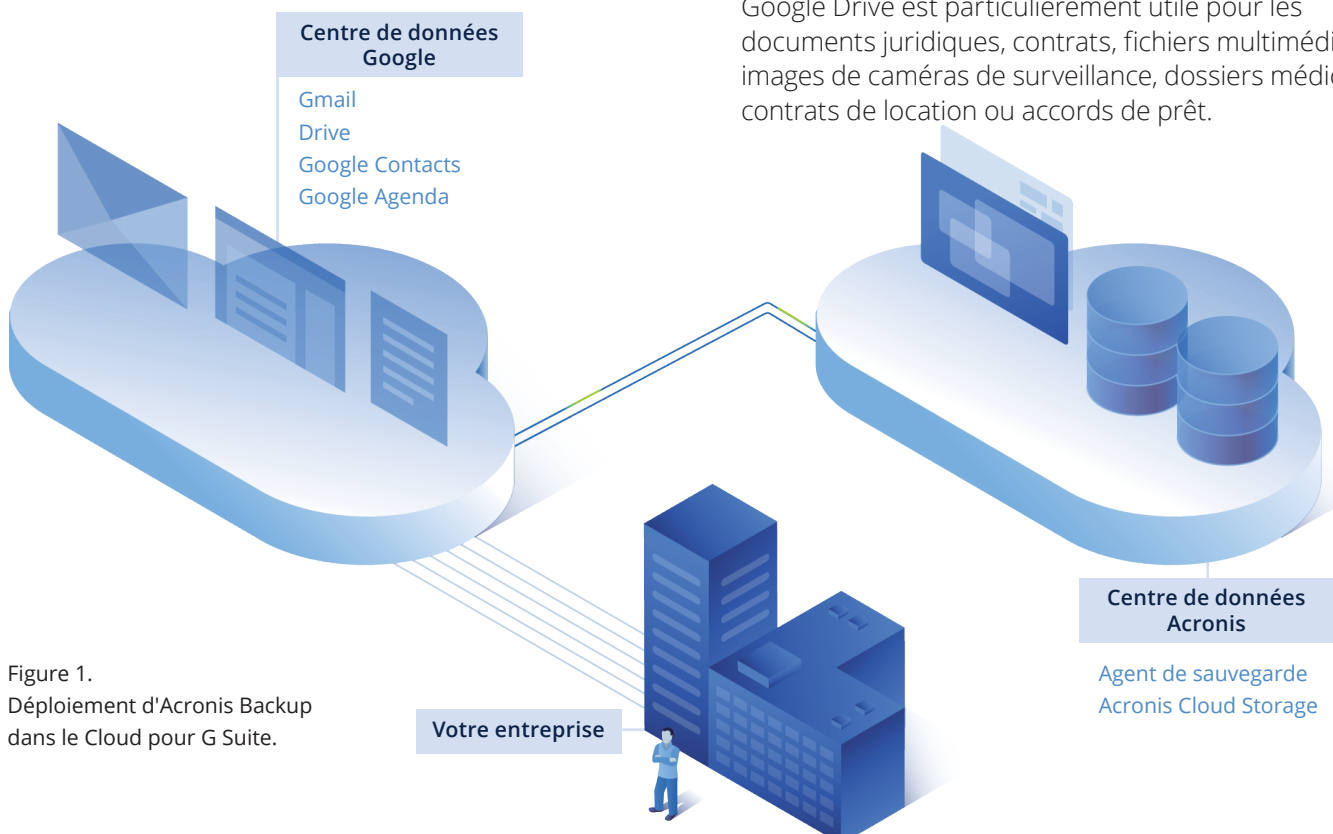 Google Drive est particulièrement utile pour les
documents juridiques, contrats, fichiers
images de caméras de surveillance, dossiers
contrats de location ou accords de prêt.
Centre de données
Google
Gmail
Drive
Google Contacts
Google Agenda
Centre de données
Acronis
Agent de sauvegarde
Acronis Cloud Storage
Votre entreprise
Figure 1.
Déploiement d'Acronis Backup
dans le Cloud pour G Suite.